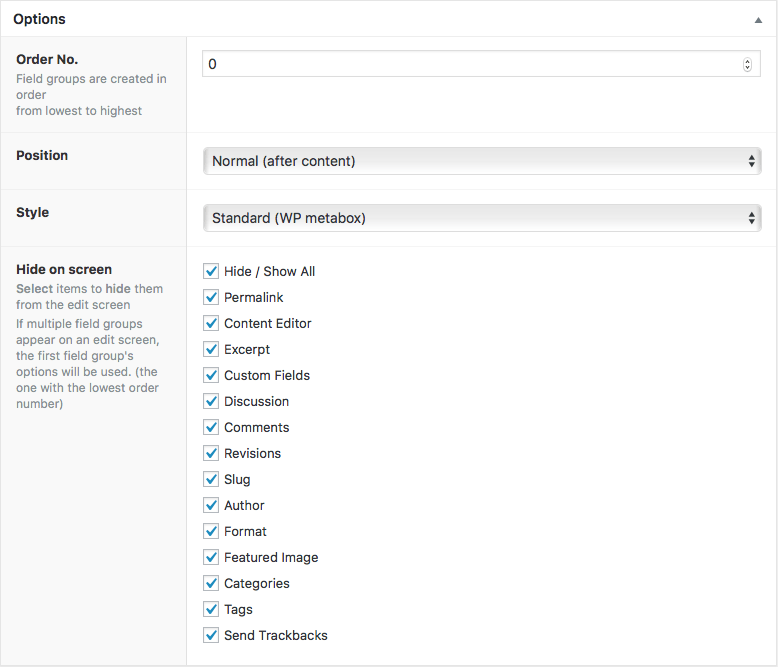 Options
Order No.
Field groups are created in
order
from lowest to highest
0
Position
Normal (after content)
Style
Standard (WP metabox)
Hide on screen
Select items to hide them
from the edit screen
If multiple field groups
appear on an edit screen,
the first field group's
options will be used. (the
one with the lowest order
number)
Hide / Show All
Permalink
Content Editor
Excerpt
Custom Fields
Discussion
Comments
Revisions
Slug
Author
Format
Featured Image
Categories
Tags
Send Trackbacks